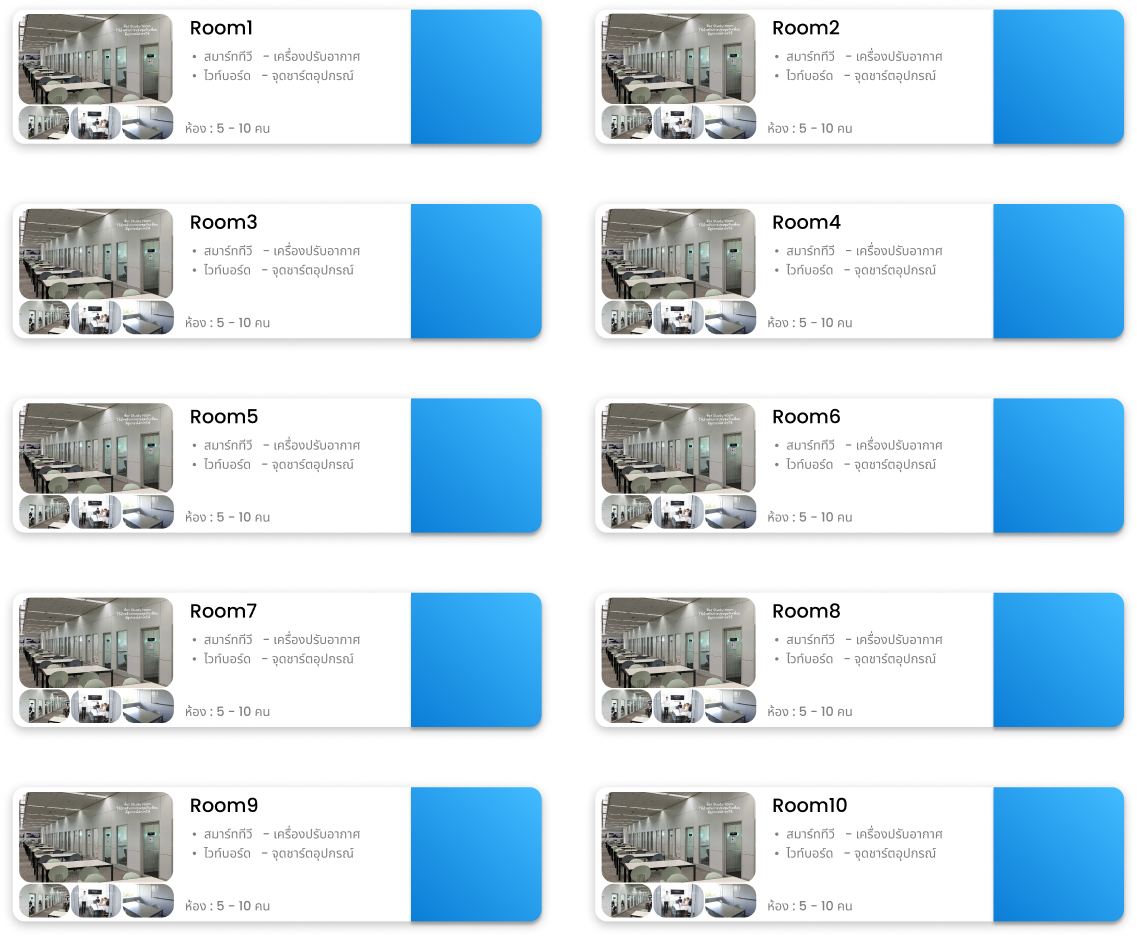 Room1
• สมาร์ททีวี - เครื่องปรับอากาศ
• ไวท์บอร์ด - จุดชาร์ตอุปกรณ์
ห้อง : 5 - 10 คน
Room2
• สมาร์ททีวี - เครื่องปรับอากาศ
• ไวท์บอร์ด - จุดชาร์ตอุปกรณ์
ห้อง : 5 - 10 คน
Room3
• สมาร์ททีวี - เครื่องปรับอากาศ
• ไวท์บอร์ด - จุดชาร์ตอุปกรณ์
ห้อง : 5 - 10 คน
Room4
• สมาร์ททีวี - เครื่องปรับอากาศ
• ไวท์บอร์ด - จุดชาร์ตอุปกรณ์
ห้อง : 5 - 10 คน
Room5
• สมาร์ททีวี - เครื่องปรับอากาศ
• ไวท์บอร์ด - จุดชาร์ตอุปกรณ์
ห้อง : 5 - 10 คน
Room6
• สมาร์ททีวี - เครื่องปรับอากาศ
• ไวท์บอร์ด - จุดชาร์ตอุปกรณ์
ห้อง : 5 - 10 คน
Room7
• สมาร์ททีวี - เครื่องปรับอากาศ
• ไวท์บอร์ด - จุดชาร์ตอุปกรณ์
ห้อง : 5 - 10 คน
Room8
• สมาร์ททีวี - เครื่องปรับอากาศ
• ไวท์บอร์ด - จุดชาร์ตอุปกรณ์
ห้อง : 5 - 10 คน
Room9
• สมาร์ททีวี - เครื่องปรับอากาศ
• ไวท์บอร์ด - จุดชาร์ตอุปกรณ์
ห้อง : 5 - 10 คน
Room10
• สมาร์ททีวี - เครื่องปรับอากาศ
• ไวท์บอร์ด - จุดชาร์ตอุปกรณ์
ห้อง : 5 - 10 คน